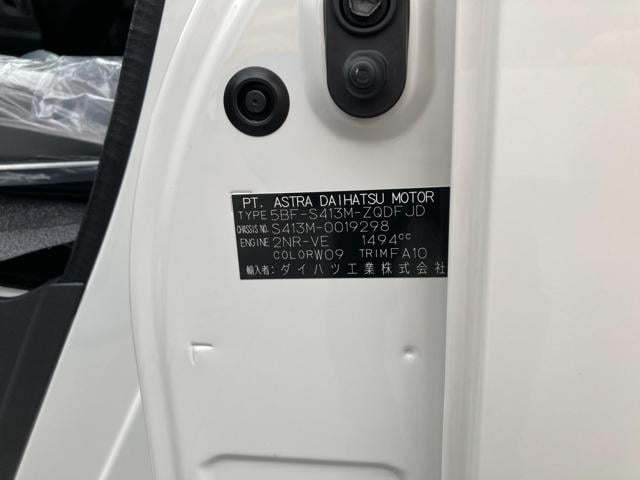 PT. ASTRA DAIHATSU MOTOR
TYPE 5BF-S413M-ZQDFJD
CHASSIS NO. S413M-0019298
ENGINE 2NR-VE 1494cc
COLOR W09 TRIM FA10
輸入者: ダイハツ工業株式会社